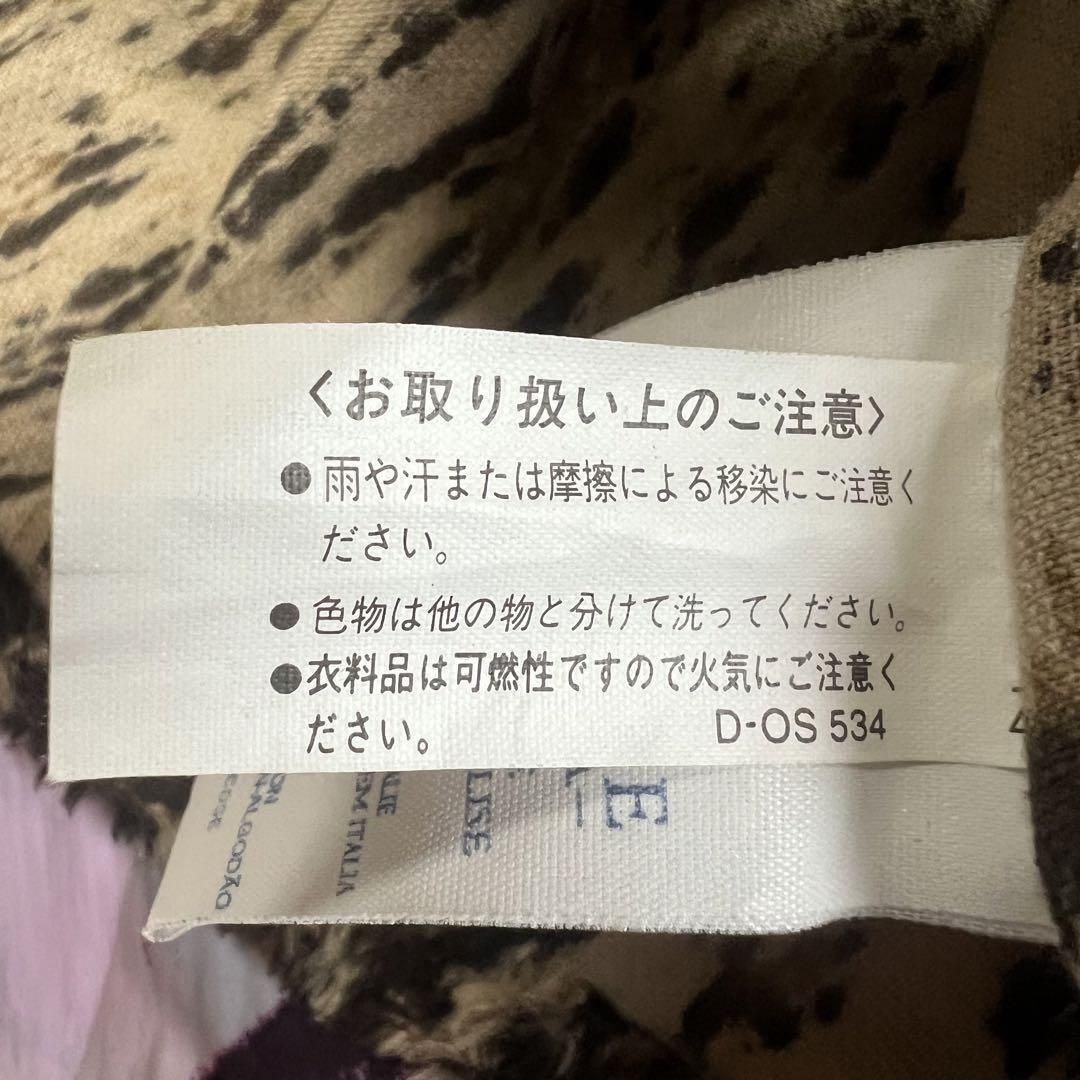 〈お取り扱い上のご注意〉
●雨や汗または摩擦による移染にご注意く
ださい。
●色物は他の物と分けて洗ってください。
●衣料品は可燃性ですので火気にご注意く
ださい。 D-OS 534
EM ITALIA
ALGODÃO